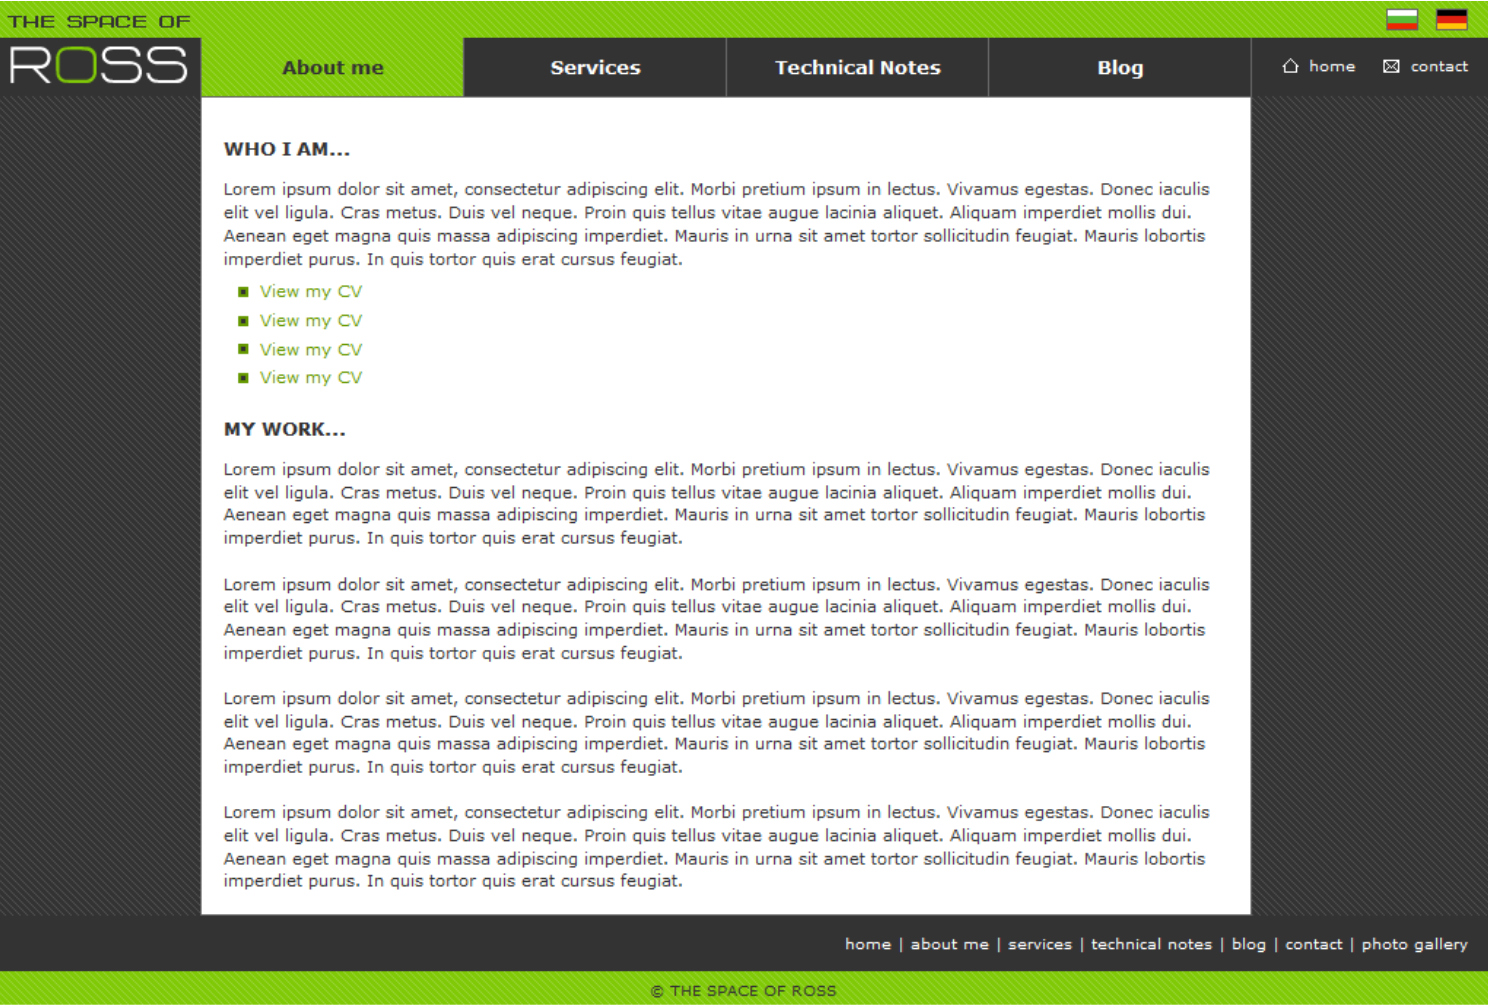 THE SPACE OF
ROSS
About me
Services
Technical Notes
Blog
home
contact
WHO I AM...
Lorem ipsum dolor sit amet, consectetur adipiscing elit. Morbi pretium ipsum in lectus. Vivamus egestas. Donec iaculis
elit vel ligula. Cras metus. Duis vel neque. Proin quis tellus vitae augue lacinia aliquet. Aliquam imperdiet mollis dui.
Aenean eget magna quis massa adipiscing imperdiet. Mauris in urna sit amet tortor sollicitudin feugiat. Mauris lobortis
imperdiet purus. In quis tortor quis erat cursus feugiat.
View my CV
View my CV
View my CV
View my CV
MY WORK...
Lorem ipsum dolor sit amet, consectetur adipiscing elit. Morbi pretium ipsum in lectus. Vivamus egestas. Donec iaculis
elit vel ligula. Cras metus. Duis vel neque. Proin quis tellus vitae augue lacinia aliquet. Aliquam imperdiet mollis dui.
Aenean eget magna quis massa adipiscing imperdiet. Mauris in urna sit amet tortor sollicitudin feugiat. Mauris lobortis
imperdiet purus. In quis tortor quis erat cursus feugiat.
Lorem ipsum dolor sit amet, consectetur adipiscing elit. Morbi pretium ipsum in lectus. Vivamus egestas. Donec iaculis
elit vel ligula. Cras metus. Duis vel neque. Proin quis tellus vitae augue lacinia aliquet. Aliquam imperdiet mollis dui.
Aenean eget magna quis massa adipiscing imperdiet. Mauris in urna sit amet tortor sollicitudin feugiat. Mauris lobortis
imperdiet purus. In quis tortor quis erat cursus feugiat.
Lorem ipsum dolor sit amet, consectetur adipiscing elit. Morbi pretium ipsum in lectus. Vivamus egestas. Donec iaculis
elit vel ligula. Cras metus. Duis vel neque. Proin quis tellus vitae augue lacinia aliquet. Aliquam imperdiet mollis dui.
Aenean eget magna quis massa adipiscing imperdiet. Mauris in urna sit amet tortor sollicitudin feugiat. Mauris lobortis
imperdiet purus. In quis tortor quis erat cursus feugiat.
Lorem ipsum dolor sit amet, consectetur adipiscing elit. Morbi pretium ipsum in lectus. Vivamus egestas. Donec iaculis
elit vel ligula. Cras metus. Duis vel neque. Proin quis tellus vitae augue lacinia aliquet. Aliquam imperdiet mollis dui.
Aenean eget magna quis massa adipiscing imperdiet. Mauris in urna sit amet tortor sollicitudin feugiat. Mauris lobortis
imperdiet purus. In quis tortor quis erat cursus feugiat.
home | about me | services | technical notes | blog | contact | photo gallery
© THE SPACE OF ROSS